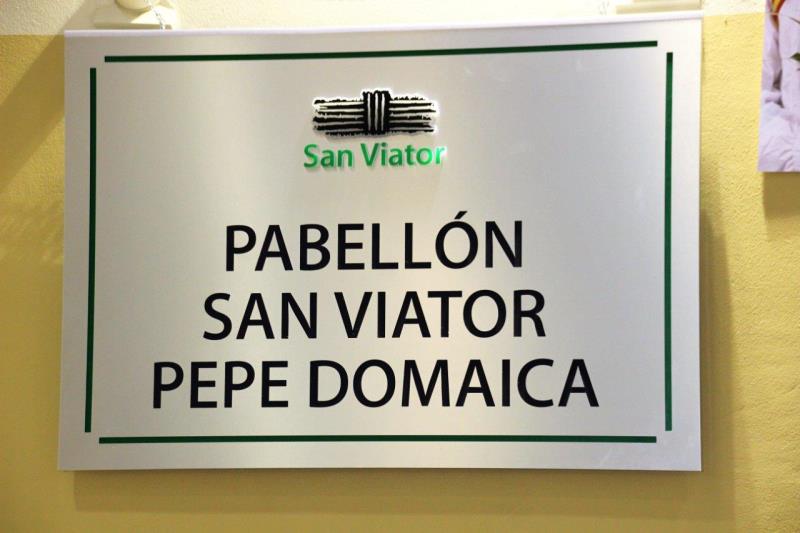 San Viator
PABELLÓN
SAN VIATOR
PEPE DOMAICA